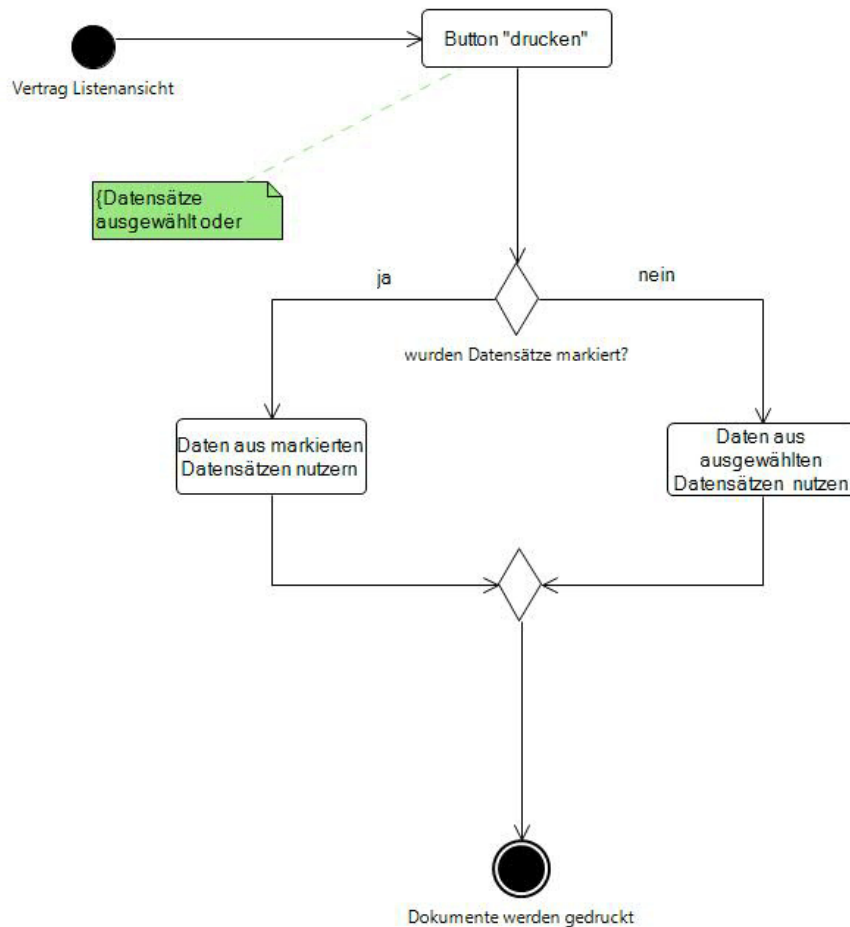 Button "drucken"
Vertrag Listenansicht
{Datensätze
ausgewählt oder
ja
nein
wurden Datensätze markiert?
Daten aus markierten
Datensätzen nutzern
Daten aus
ausgewählten
Datensätzen nutzen
Dokumente werden gedruckt